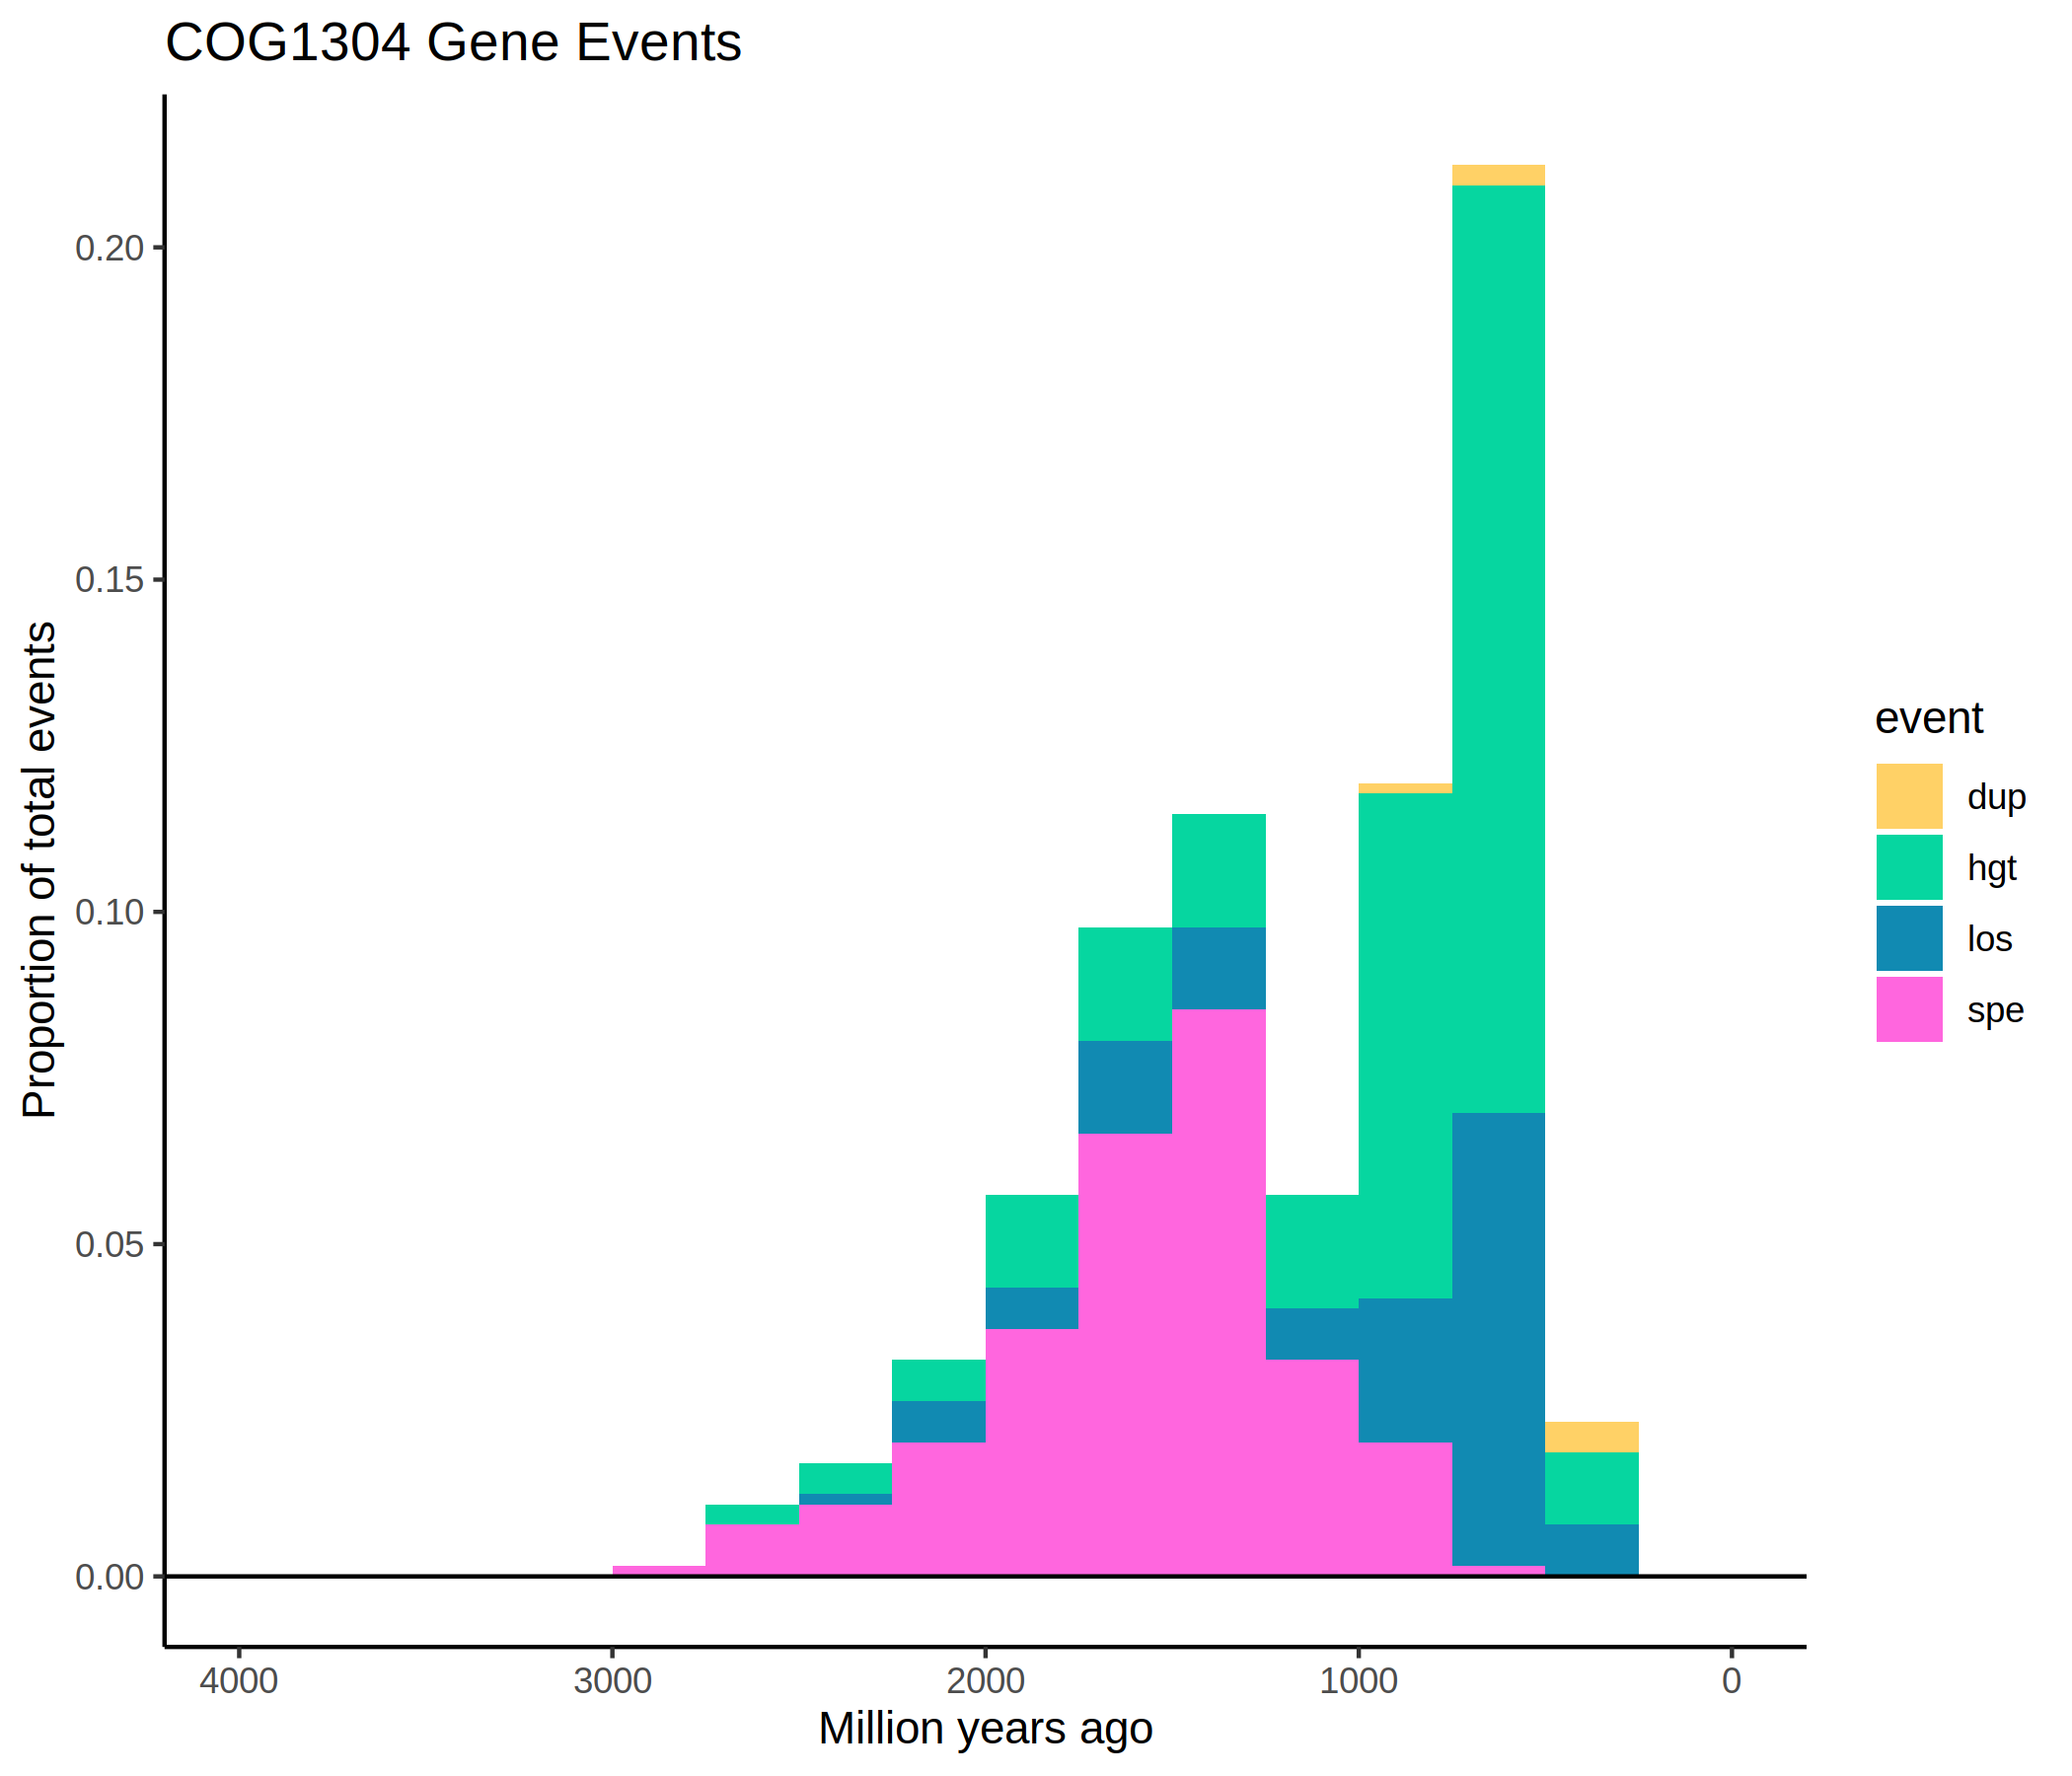 COG1304 Gene Events
Proportion of total events
0.20
0.15
0.10
0.05
0.00
4000 3000 2000 1000 0
Million years ago
event
dup
hgt
los
spe